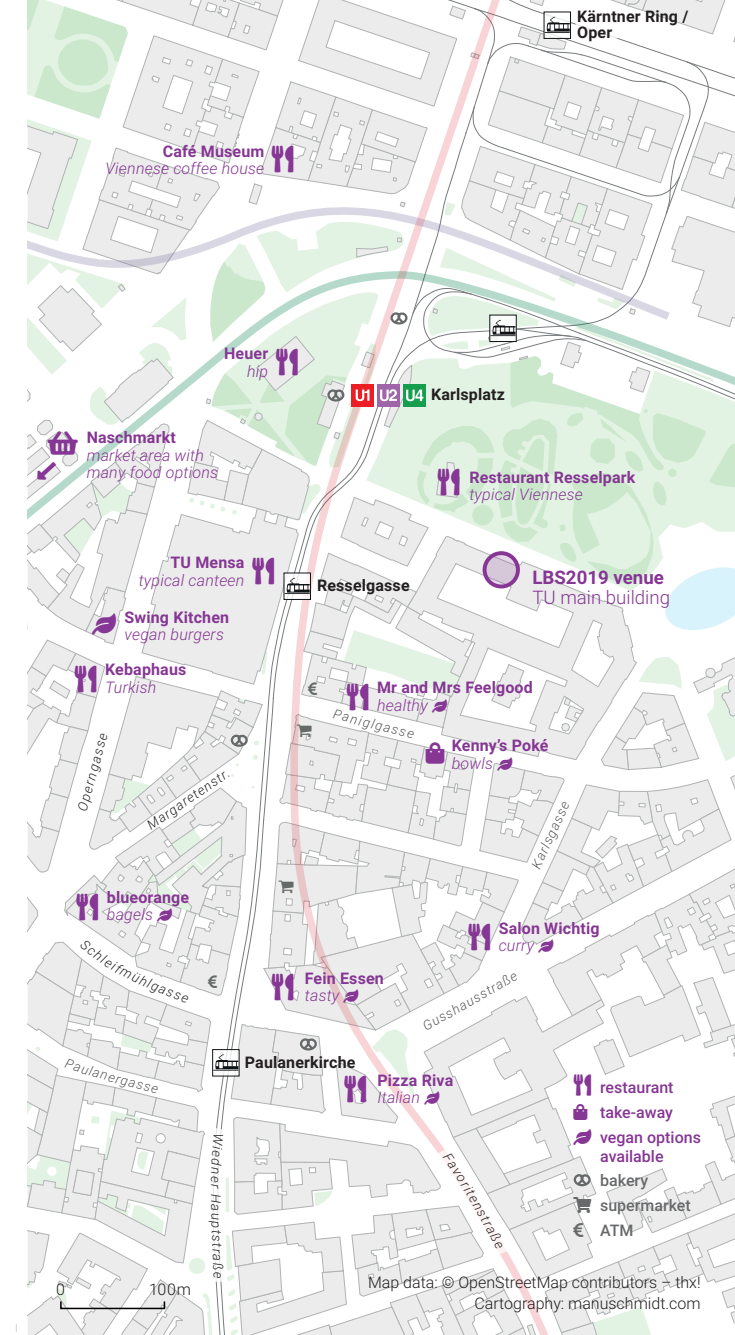 Kärntner Ring /
Oper
Café Museum
Viennese coffee house
Heuer
hip
U1 U2 U4 Karlsplatz
Naschmarkt
market area with
many food options
Restaurant Resselpark
typical Viennese
TU Mensa
typical canteen
Resselgasse
LBS2019 venue
TU main building
Swing Kitchen
vegan burgers
Kebaphaus
Turkish
€
Mr and Mrs Feelgood
healthy
Paniglgasse
Kenny's Poké
bowls
Operngasse
Margaretenstr.
Karlsgasse
blueorange
bagels
Salon Wichtig
curry
Schleifmühlgasse
€
Fein Essen
tasty
Gusshausstraße
Paulanerkirche
Paulanergasse
Pizza Riva
Italian
restaurant
take-away
vegan options
available
bakery
supermarket
€ ATM
Wiedner Hauptstraße
Favoritenstraße
0 100m
Map data: © OpenStreetMap contributors – thx!
Cartography: manuschmidt.com